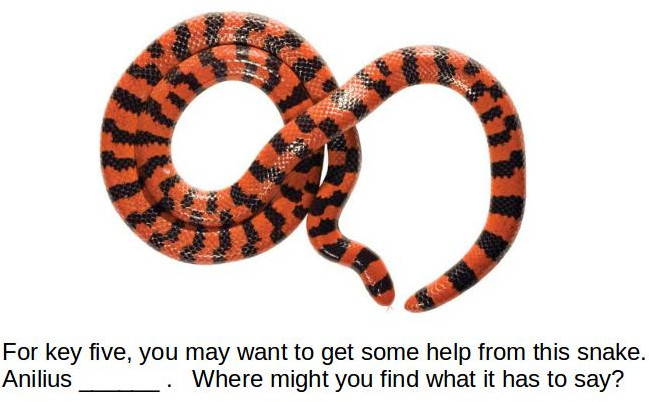 For key five, you may want to get some help from this snake.
Anilius ______ . Where might you find what it has to say?